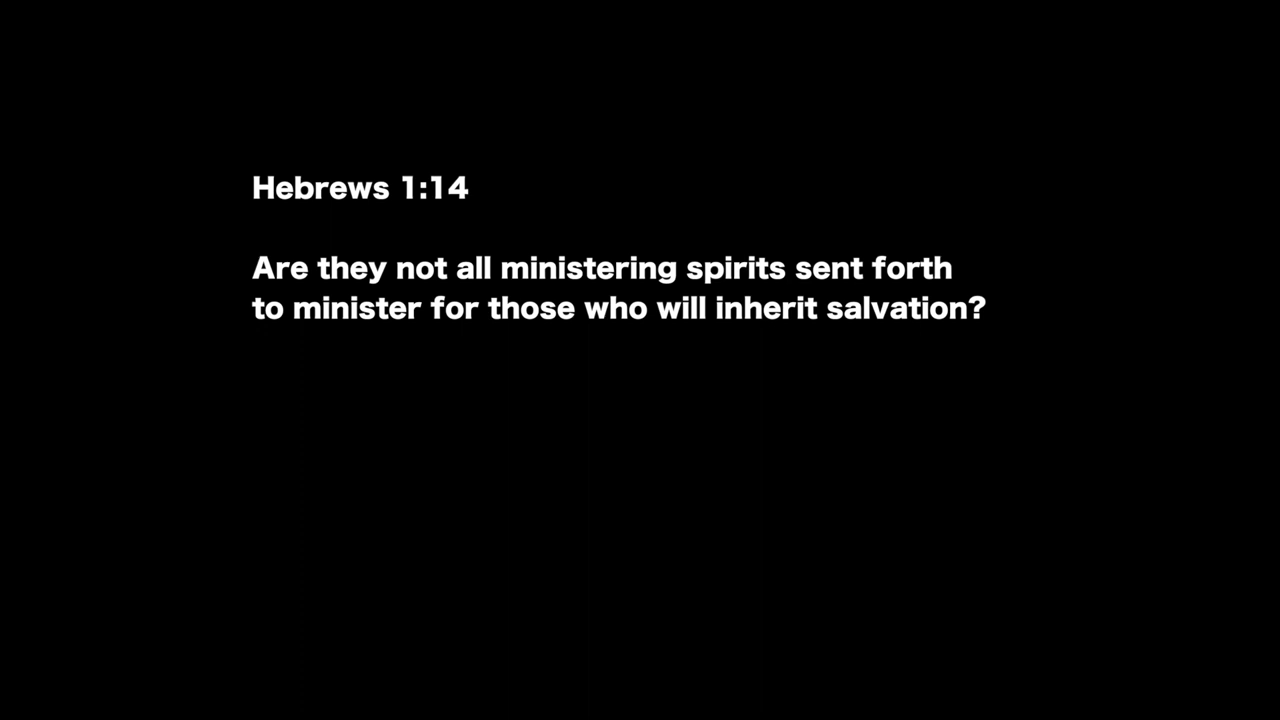 Hebrews 1:14
Are they not all ministering spirits sent forth
to minister for those who will inherit salvation?